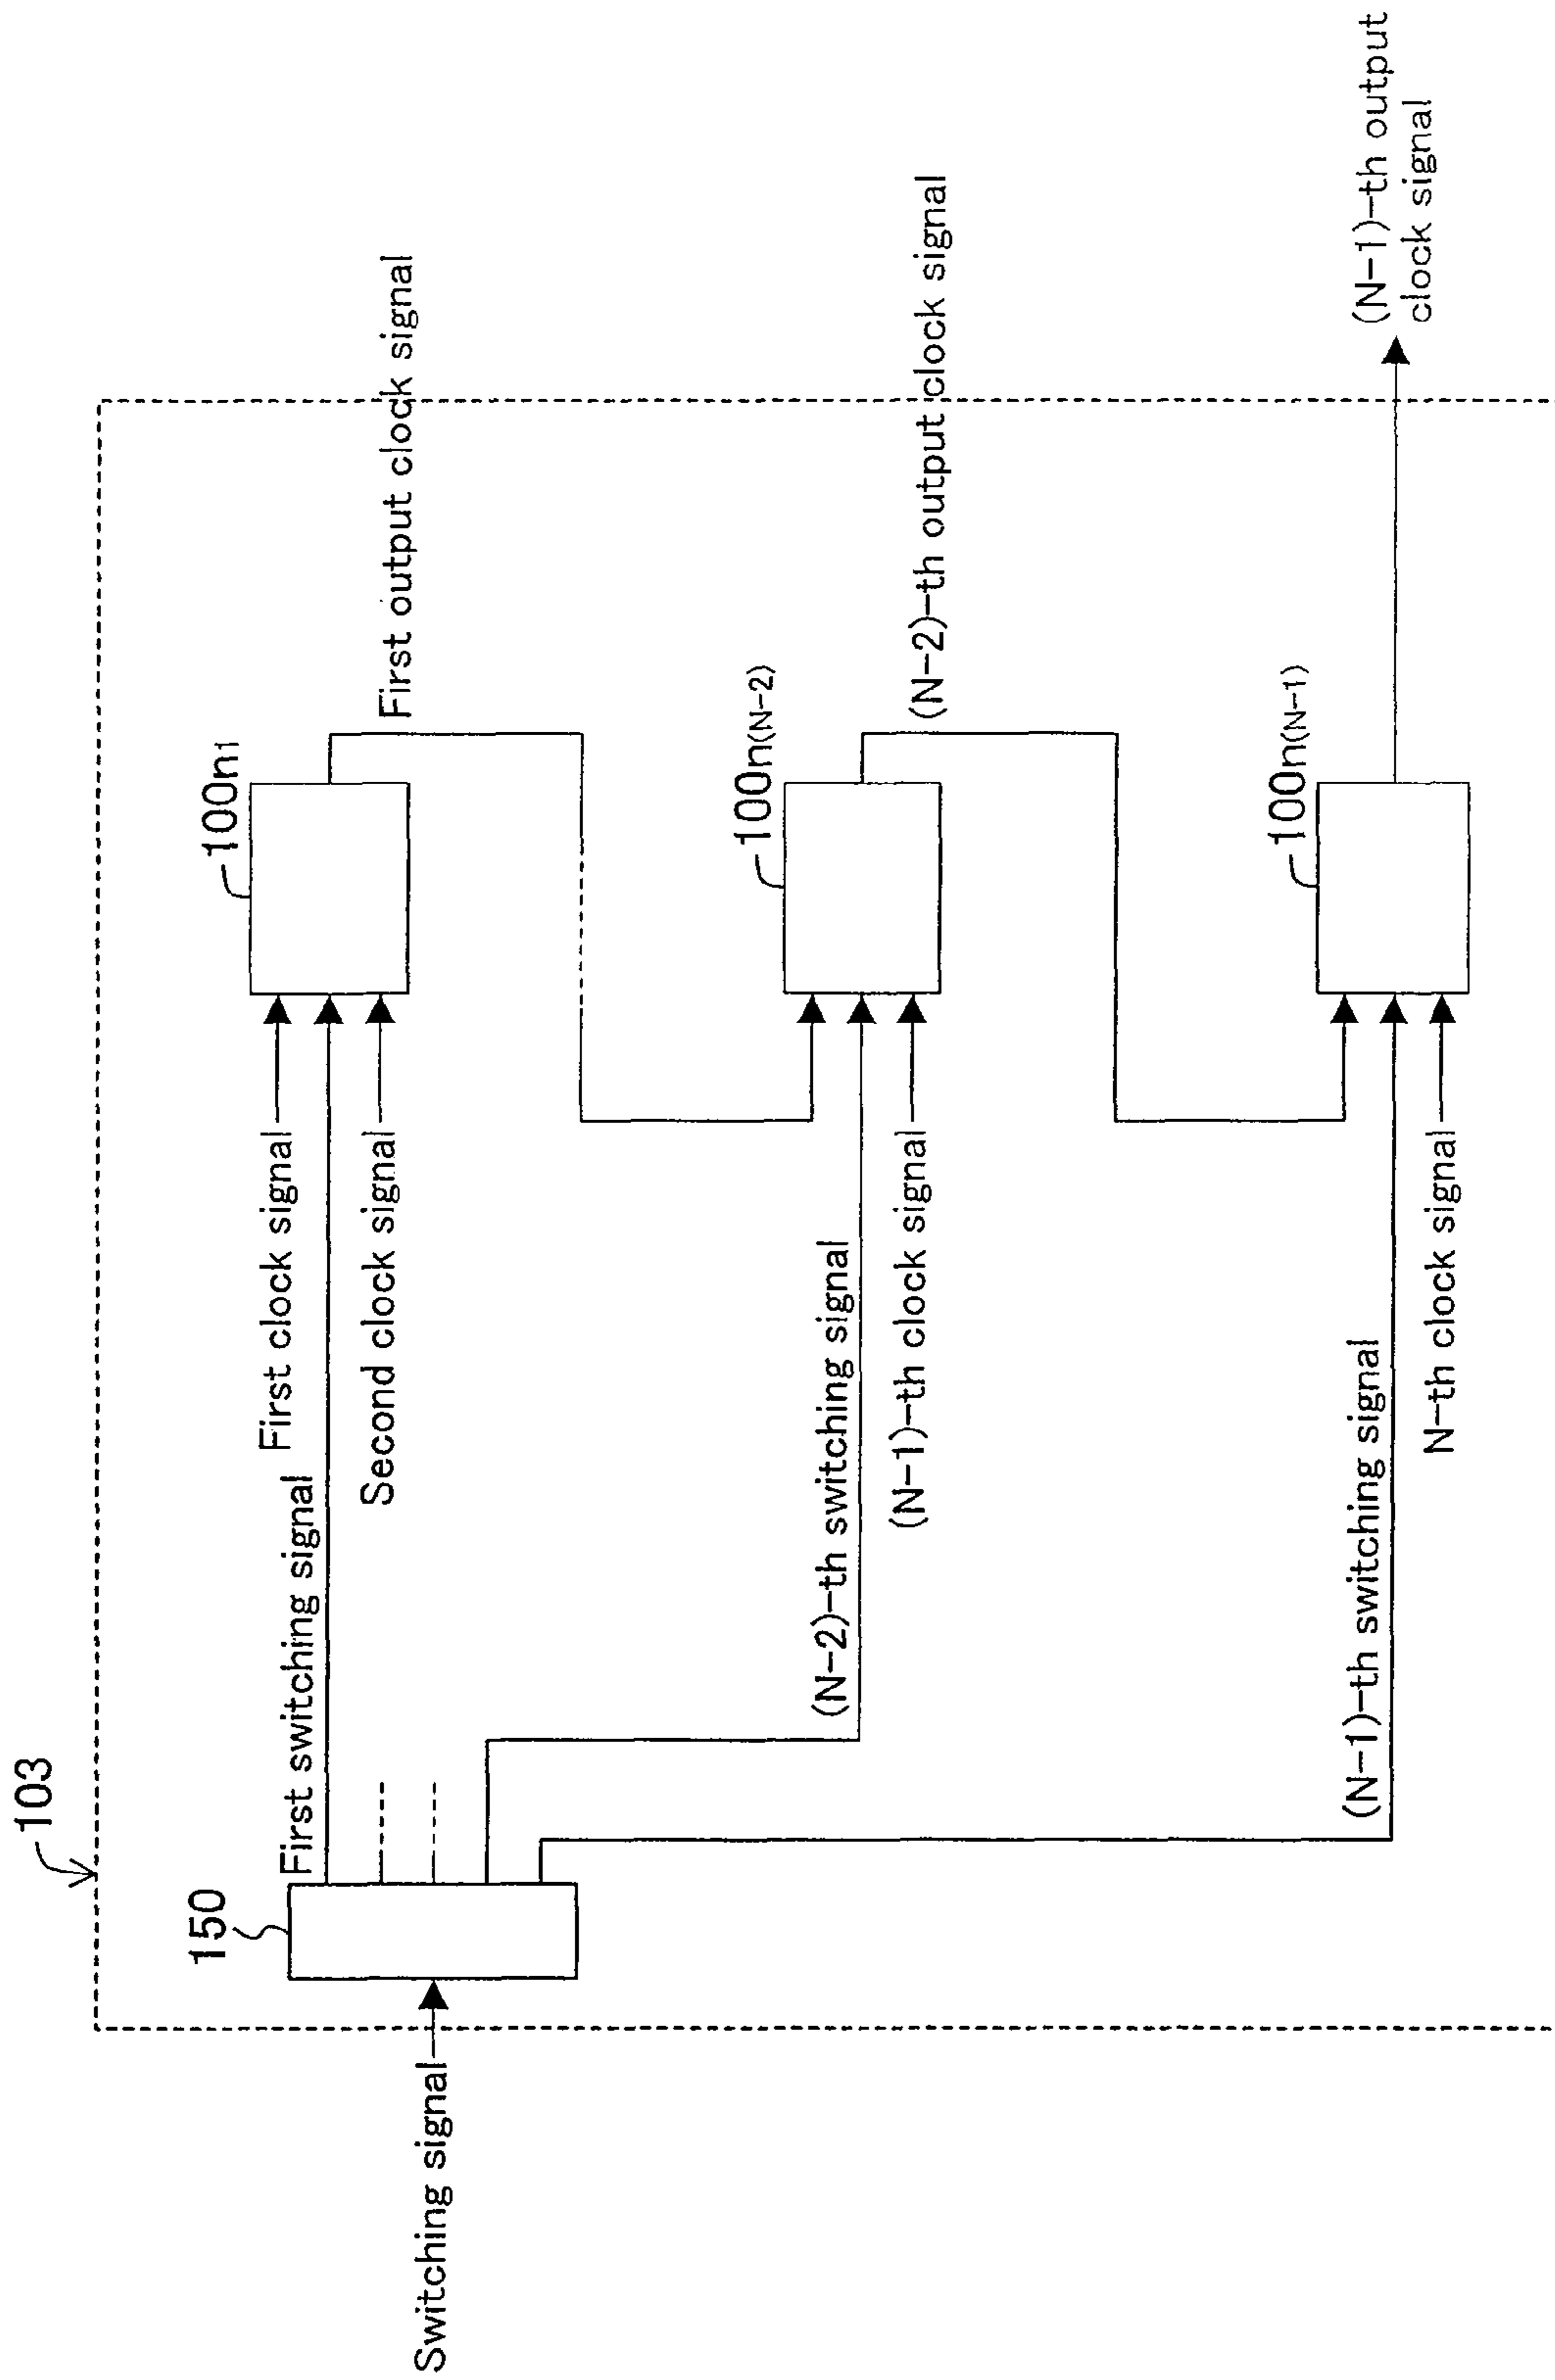 103
150
Switching signal
First switching signal
First clock signal
Second clock signal
100n1
First output clock signal
(N-2)-th switching signal
(N-1)-th clock signal
100n(N-2)
(N-2)-th output clock signal
(N-1)-th switching signal
N-th clock signal
100n(N-1)
(N-1)-th output
clock signal